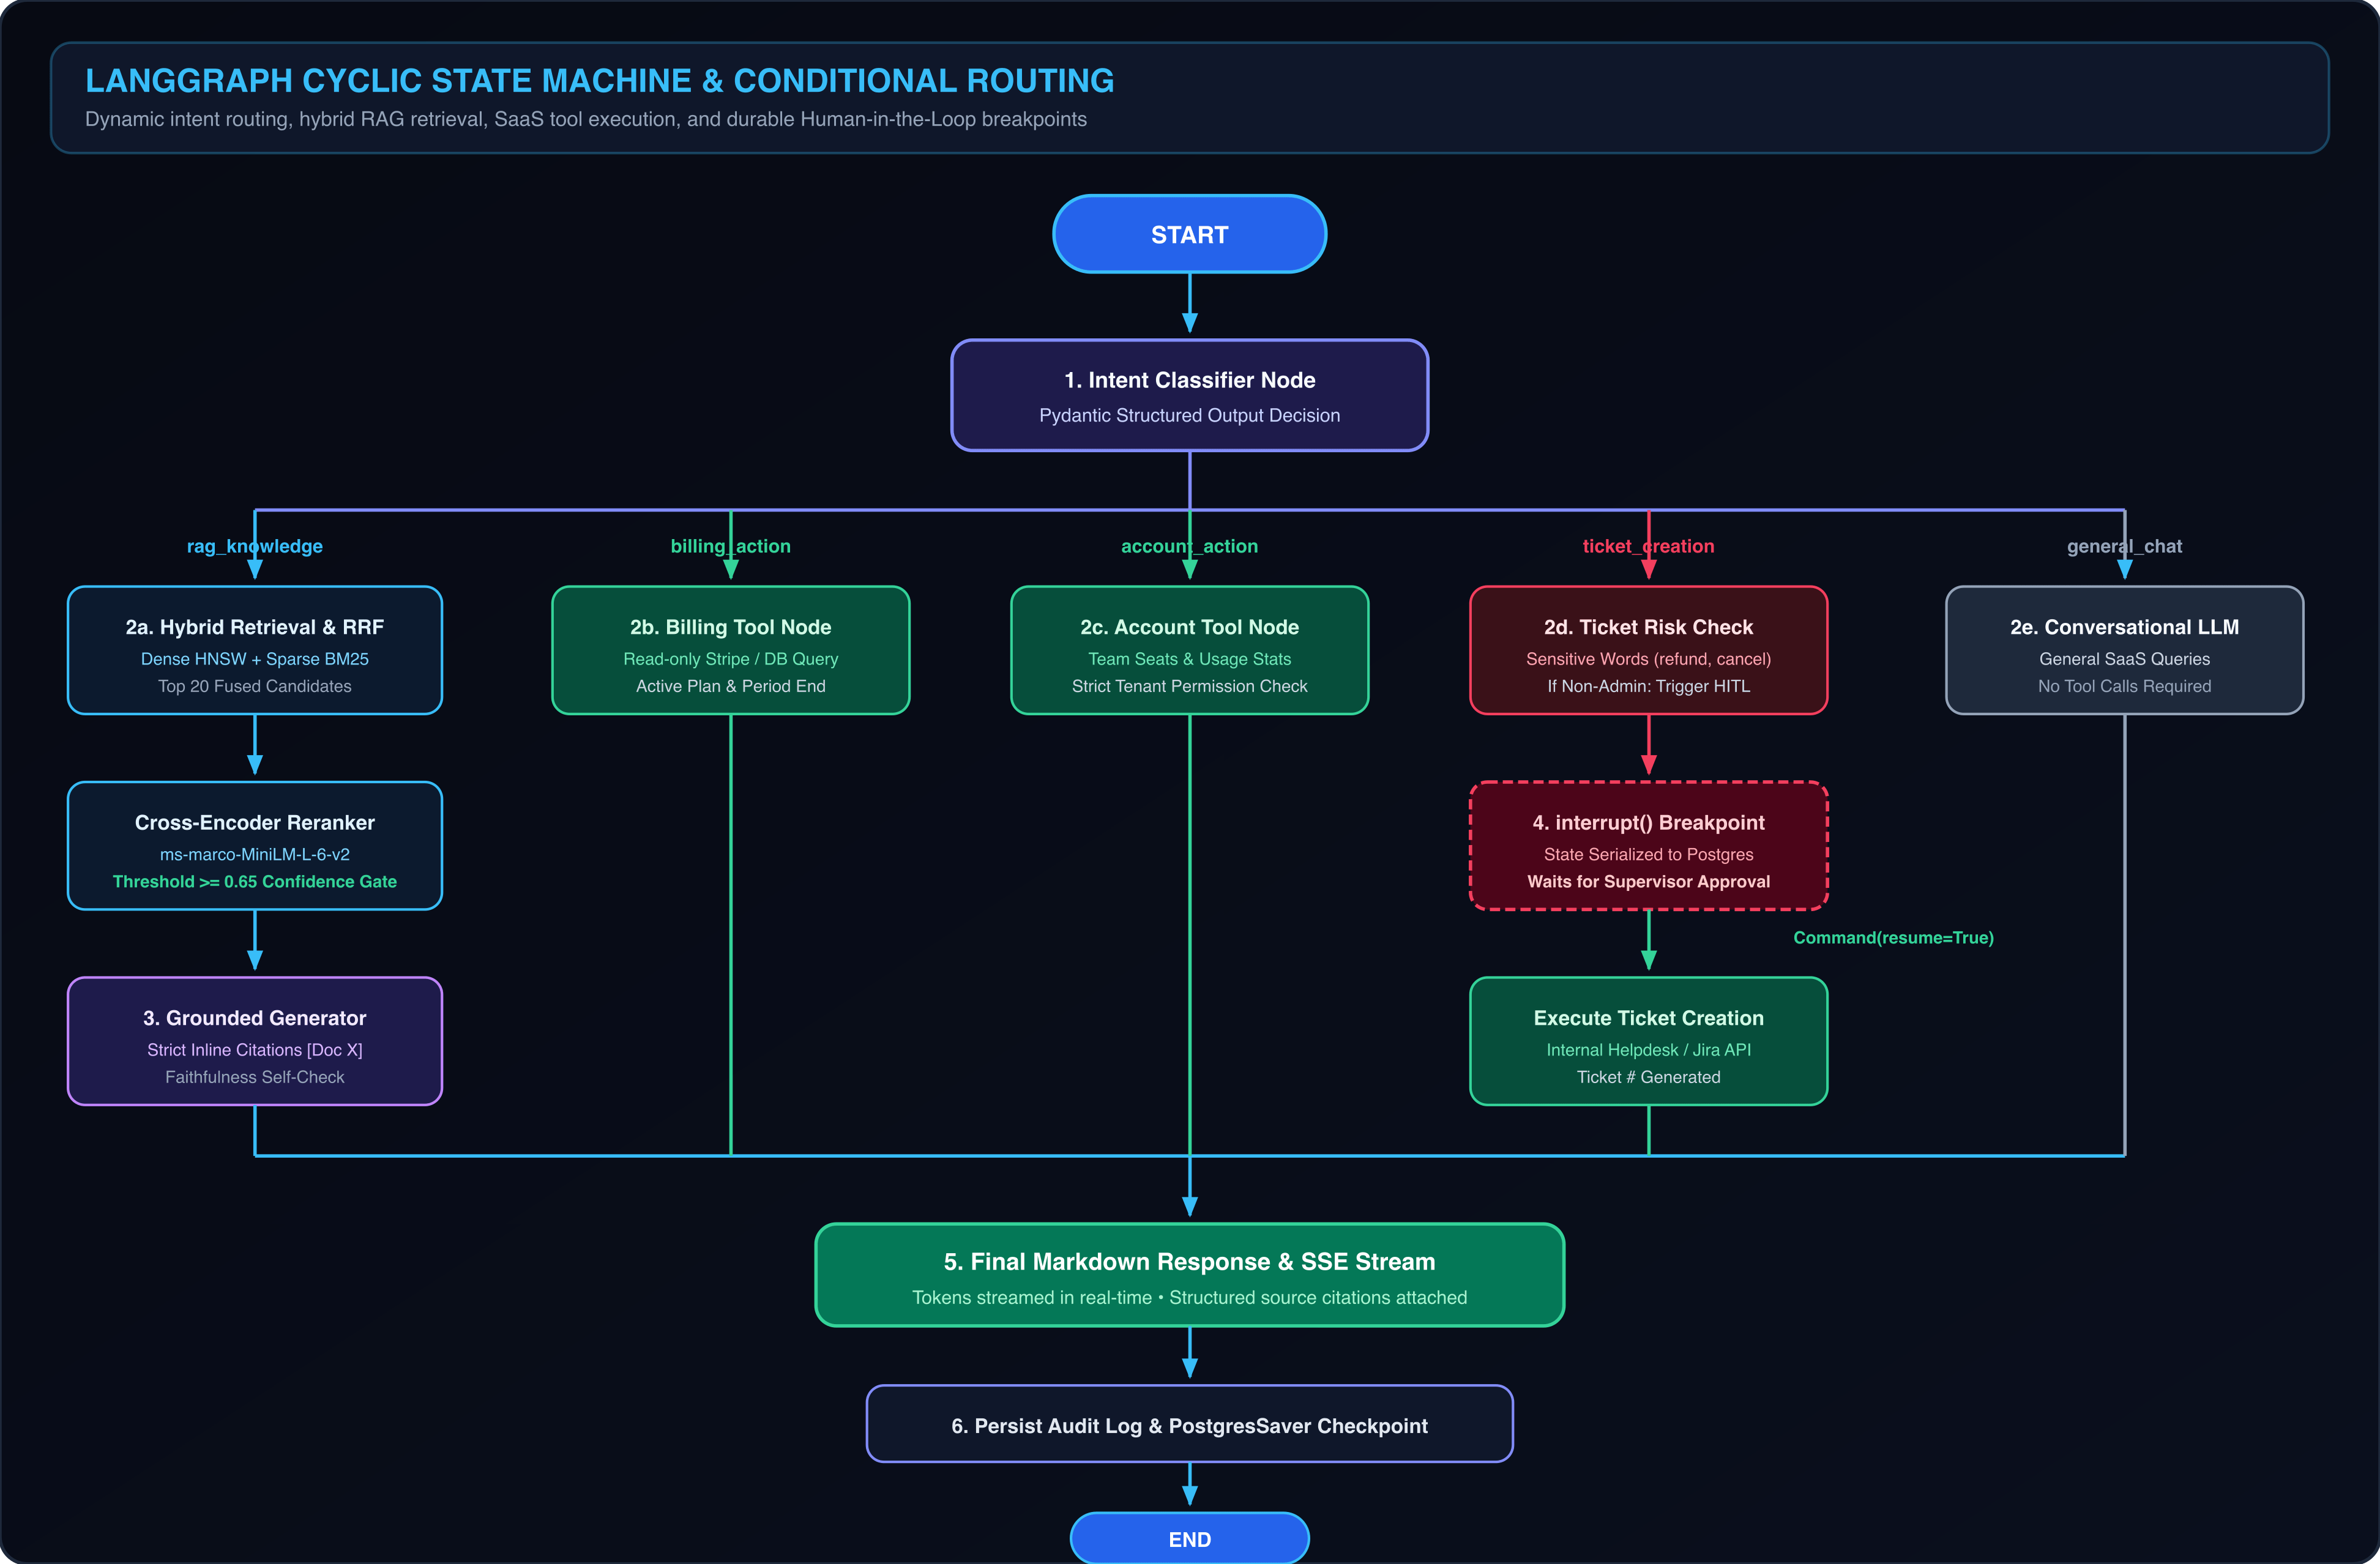 LANGGRAPH CYCLIC STATE MACHINE & CONDITIONAL ROUTING
Dynamic intent routing, hybrid RAG retrieval, SaaS tool execution, and durable Human-in-the-Loop breakpoints
START
1. Intent Classifier Node
Pydantic Structured Output Decision
rag_knowledge
billing_action
account_action
ticket_creation
general_chat
2a. Hybrid Retrieval & RRF
Dense HNSW + Sparse BM25
Top 20 Fused Candidates
2b. Billing Tool Node
Read-only Stripe / DB Query
Active Plan & Period End
2c. Account Tool Node
Team Seats & Usage Stats
Strict Tenant Permission Check
2d. Ticket Risk Check
Sensitive Words (refund, cancel)
If Non-Admin: Trigger HITL
2e. Conversational LLM
General SaaS Queries
No Tool Calls Required
Cross-Encoder Reranker
ms-marco-MiniLM-L-6-v2
Threshold >= 0.65 Confidence Gate
4. interrupt() Breakpoint
State Serialized to Postgres
Waits for Supervisor Approval
Command(resume=True)
3. Grounded Generator
Strict Inline Citations [Doc X]
Faithfulness Self-Check
Execute Ticket Creation
Internal Helpdesk / Jira API
Ticket # Generated
5. Final Markdown Response & SSE Stream
Tokens streamed in real-time • Structured source citations attached
6. Persist Audit Log & PostgresSaver Checkpoint
END